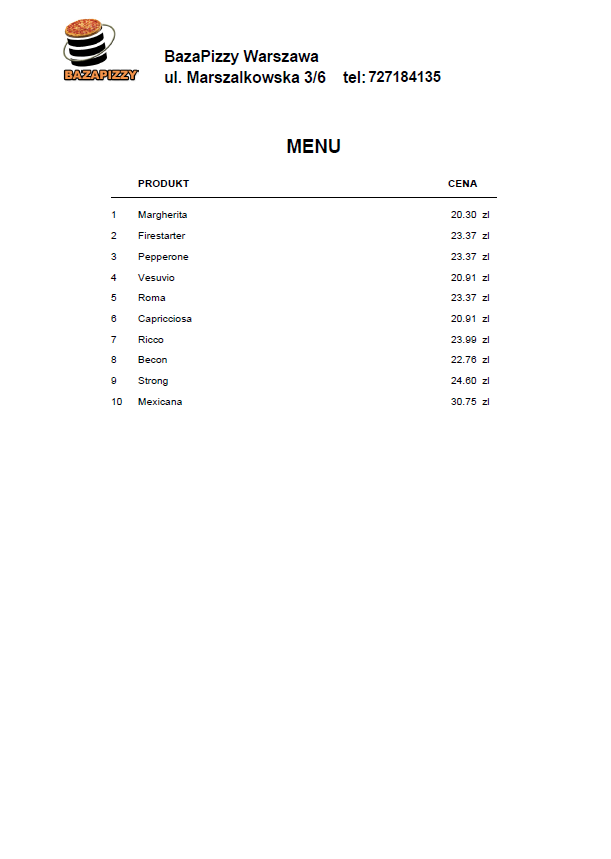 BAZAPIZZY
BazaPizzy Warszawa
ul. Marszalkowska 3/6 tel: 727184135
MENU
PRODUKT CENA
1 Margherita 20.30 zl
2 Firestarter 23.37 zl
3 Pepperone 23.37 zl
4 Vesuvio 20.91 zl
5 Roma 23.37 zl
6 Capricciosa 20.91 zl
7 Ricco 23.99 zl
8 Becon 22.76 zl
9 Strong 24.60 zl
10 Mexicana 30.75 zl